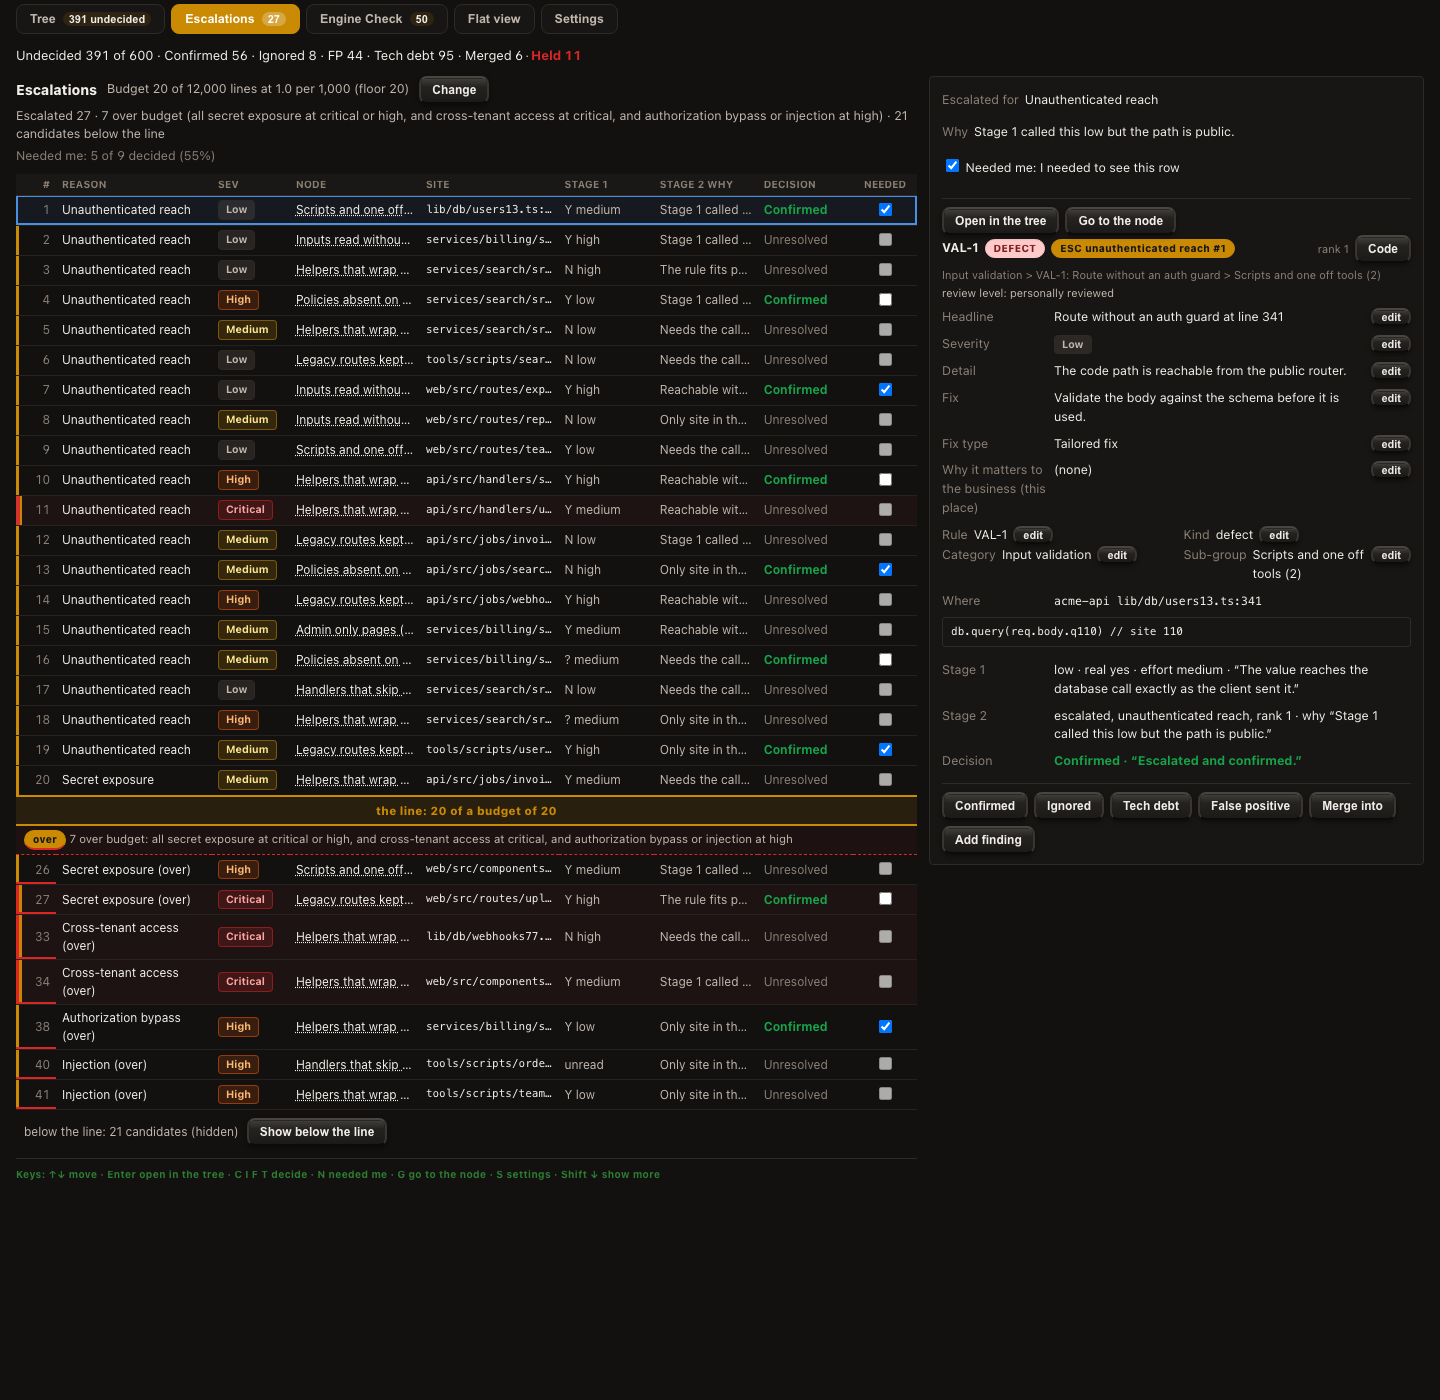 Tree 391 undecided Escalations 27 Engine Check 50 Flat view Settings
Undecided 391 of 600 · Confirmed 56 · Ignored 8 · FP 44 · Tech debt 95 · Merged 6 · Held 11
Escalations Budget 20 of 12,000 lines at 1.0 per 1,000 (floor 20) Change
Escalated 27 · 7 over budget (all secret exposure at critical or high, and cross-tenant access at critical, and authorization bypass or injection at high) · 21
candidates below the line
Needed me: 5 of 9 decided (55%)
# REASON SEV NODE SITE STAGE 1 STAGE 2 WHY DECISION NEEDED
1 Unauthenticated reach Low Scripts and one off… lib/db/users13.ts:… Y medium Stage 1 called … Confirmed
2 Unauthenticated reach Low Inputs read withou… services/billing/s… Y high Stage 1 called … Unresolved
3 Unauthenticated reach Low Helpers that wrap … services/search/sr… N high The rule fits p… Unresolved
4 Unauthenticated reach High Policies absent on … services/search/sr… Y low Stage 1 called … Confirmed
5 Unauthenticated reach Medium Helpers that wrap … services/search/sr… N low Needs the call… Unresolved
6 Unauthenticated reach Low Legacy routes kept… tools/scripts/sear… N low Needs the call… Unresolved
7 Unauthenticated reach Low Inputs read withou… web/src/routes/exp… Y high Reachable wit… Confirmed
8 Unauthenticated reach Medium Inputs read withou… web/src/routes/rep… N low Only site in th… Unresolved
9 Unauthenticated reach Low Scripts and one off… web/src/routes/tea… Y low Needs the call… Unresolved
10 Unauthenticated reach High Helpers that wrap … api/src/handlers/s… Y high Reachable wit… Confirmed
11 Unauthenticated reach Critical Helpers that wrap … api/src/handlers/u… Y medium Reachable wit… Unresolved
12 Unauthenticated reach Medium Legacy routes kept… api/src/jobs/invoi… N low Stage 1 called … Unresolved
13 Unauthenticated reach Medium Policies absent on … api/src/jobs/searc… N high Only site in th… Confirmed
14 Unauthenticated reach High Legacy routes kept… api/src/jobs/webho… Y high Reachable wit… Unresolved
15 Unauthenticated reach Medium Admin only pages (… services/billing/s… Y medium Reachable wit… Unresolved
16 Unauthenticated reach Medium Policies absent on … services/billing/s… ? medium Needs the call… Confirmed
17 Unauthenticated reach Low Handlers that skip … services/search/sr… N low Needs the call… Unresolved
18 Unauthenticated reach High Helpers that wrap … services/search/sr… ? medium Only site in th… Unresolved
19 Unauthenticated reach Medium Legacy routes kept… tools/scripts/user… Y high Only site in th… Confirmed
20 Secret exposure Medium Helpers that wrap … api/src/jobs/invoi… Y medium Needs the call… Unresolved
the line: 20 of a budget of 20
over 7 over budget: all secret exposure at critical or high, and cross-tenant access at critical, and authorization bypass or injection at high
26 Secret exposure (over) High Scripts and one off… web/src/components… Y medium Stage 1 called … Unresolved
27 Secret exposure (over) Critical Legacy routes kept… web/src/routes/upl… Y high The rule fits p… Confirmed
33 Cross-tenant access (over) Critical Helpers that wrap … lib/db/webhooks77.… N high Needs the call… Unresolved
34 Cross-tenant access (over) Critical Helpers that wrap … web/src/components… Y medium Stage 1 called … Unresolved
38 Authorization bypass (over) High Helpers that wrap … services/billing/s… Y low Only site in th… Confirmed
40 Injection (over) High Handlers that skip … tools/scripts/orde… unread Only site in th… Unresolved
41 Injection (over) High Helpers that wrap … tools/scripts/team… Y low Only site in th… Unresolved
below the line: 21 candidates (hidden) Show below the line
Keys: ↑↓ move · Enter open in the tree · C I F T decide · N needed me · G go to the node · S settings · Shift ↓ show more
Escalated for Unauthenticated reach
Why Stage 1 called this low but the path is public.
Needed me: I needed to see this row
Open in the tree Go to the node
VAL-1 DEFECT ESC unauthenticated reach #1 rank 1 Code
Input validation > VAL-1: Route without an auth guard > Scripts and one off tools (2)
review level: personally reviewed
Headline Route without an auth guard at line 341 edit
Severity Low edit
Detail The code path is reachable from the public router. edit
Fix Validate the body against the schema before it is edit
used.
Fix type Tailored fix edit
Why it matters to (none) edit
the business (this
place)
Rule VAL-1 edit Kind defect edit
Category Input validation edit Sub-group Scripts and one off edit
tools (2)
Where acme-api lib/db/users13.ts:341
db.query(req.body.q110) // site 110
Stage 1 low · real yes · effort medium · “The value reaches the
database call exactly as the client sent it.”
Stage 2 escalated, unauthenticated reach, rank 1 · why “Stage 1
called this low but the path is public.”
Decision Confirmed · “Escalated and confirmed.”
Confirmed Ignored Tech debt False positive Merge into
Add finding